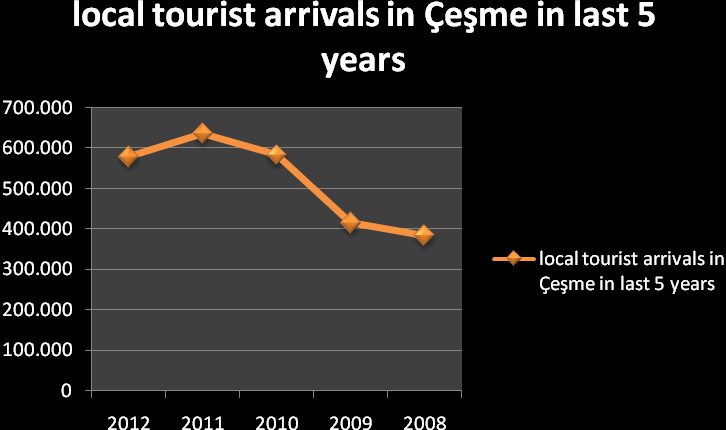 local tourist arrivals in Çeşme in last 5
years
700.000
600.000
500.000
400.000
300.000
200.000
100.000
0
2012 2011 2010 2009 2008
local tourist arrivals in
Çeşme in last 5 years